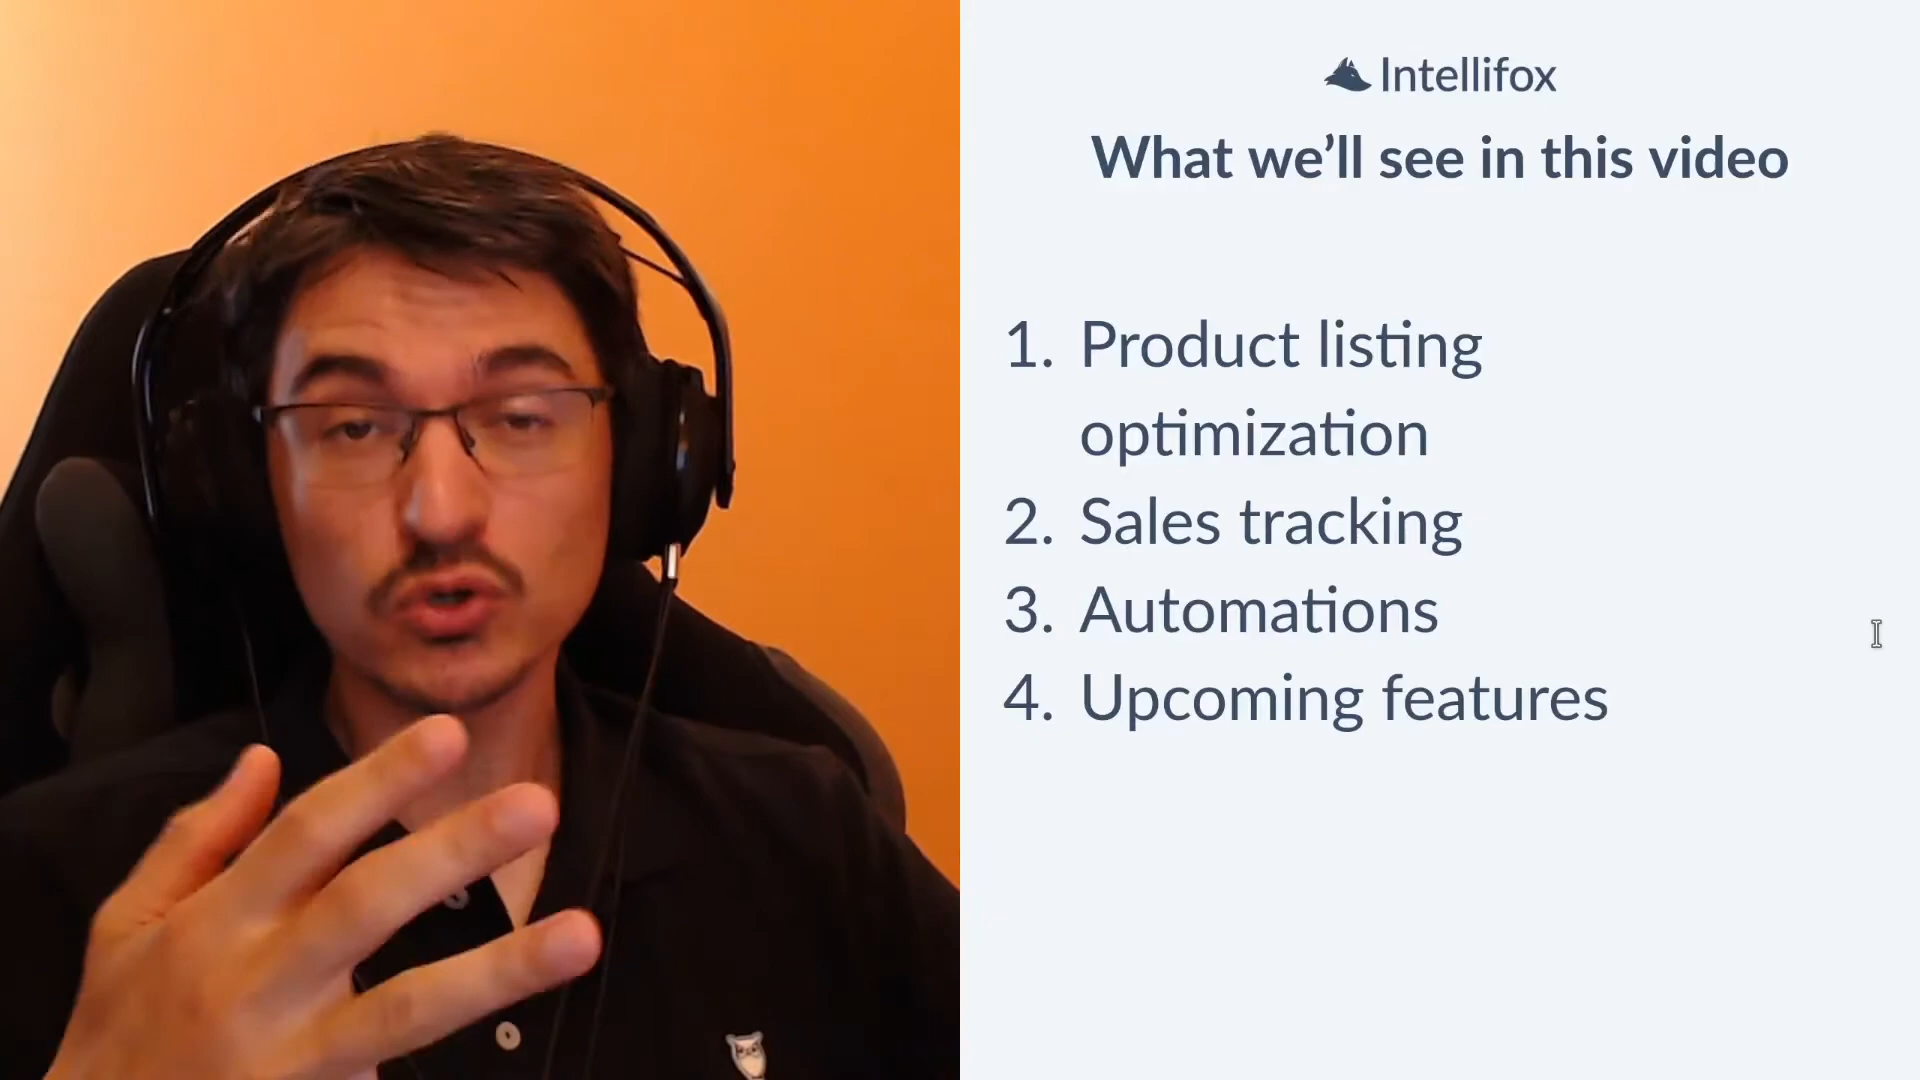 Intellifox
What we’ll see in this video
1. Product listing
optimization
2. Sales tracking
3. Automations
4. Upcoming features